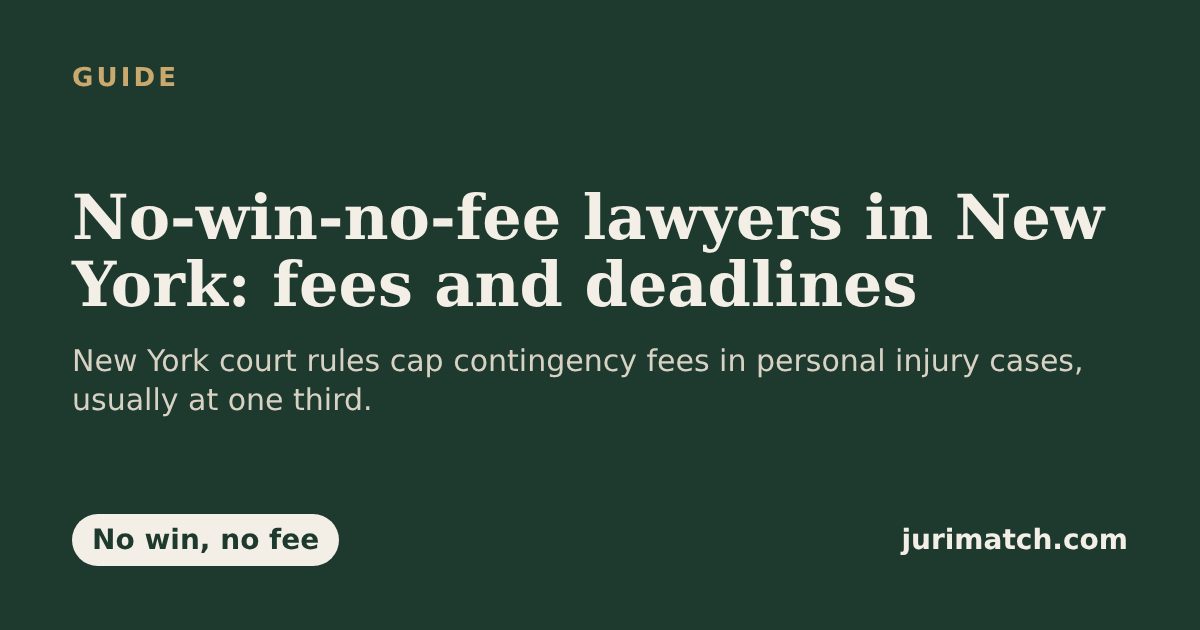 GUIDE
No-win-no-fee lawyers in New
York: fees and deadlines
New York court rules cap contingency fees in personal injury cases,
usually at one third.
No win, no fee
jurimatch.com